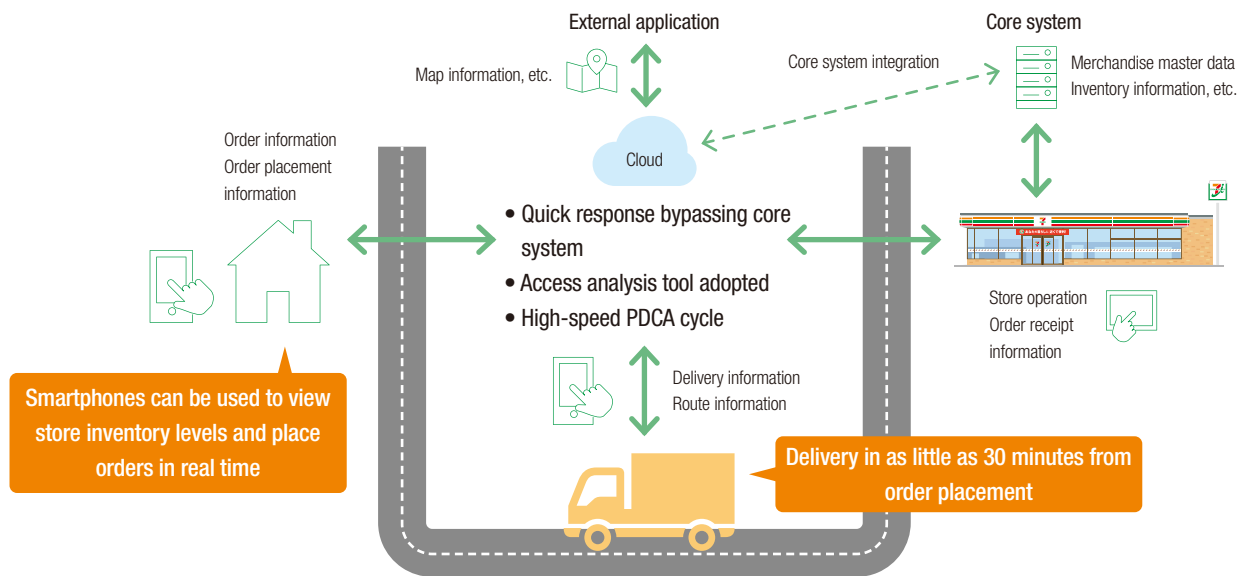 External application
Core system
Map information, etc.
Core system integration
Merchandise master data
Inventory information, etc.
Cloud
Order information
Order placement
information
• Quick response bypassing core
system
• Access analysis tool adopted
• High-speed PDCA cycle
Store operation
Order receipt
information
Delivery information
Route information
Smartphones can be used to view
store inventory levels and place
orders in real time
Delivery in as little as 30 minutes from
order placement